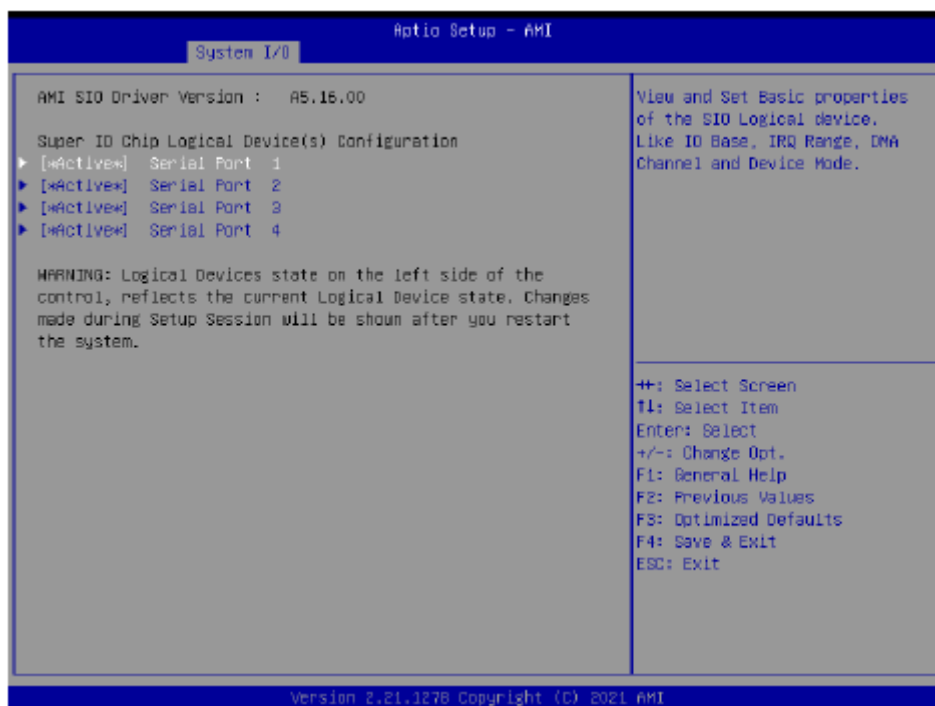 Aptio Setup - AMI
System I/O
AMI SIO Driver Version : A5.16.00
Super IO Chip Logical Device(s) Configuration
[*Active*] Serial Port 1
[*Active*] Serial Port 2
[*Active*] Serial Port 3
[*Active*] Serial Port 4
WARNING: Logical Devices state on the left side of the
control, reflects the current Logical Device state. Changes
made during Setup Session will be shown after you restart
the system.
View and Set Basic properties
of the SIO Logical device.
Like IO Base, IRQ Range, DMA
Channel and Device Mode.
→←: Select Screen
↑↓: Select Item
Enter: Select
+/-: Change Opt.
F1: General Help
F2: Previous Values
F3: Optimized Defaults
F4: Save & Exit
ESC: Exit
Version 2.21.1278 Copyright (C) 2021 AMI